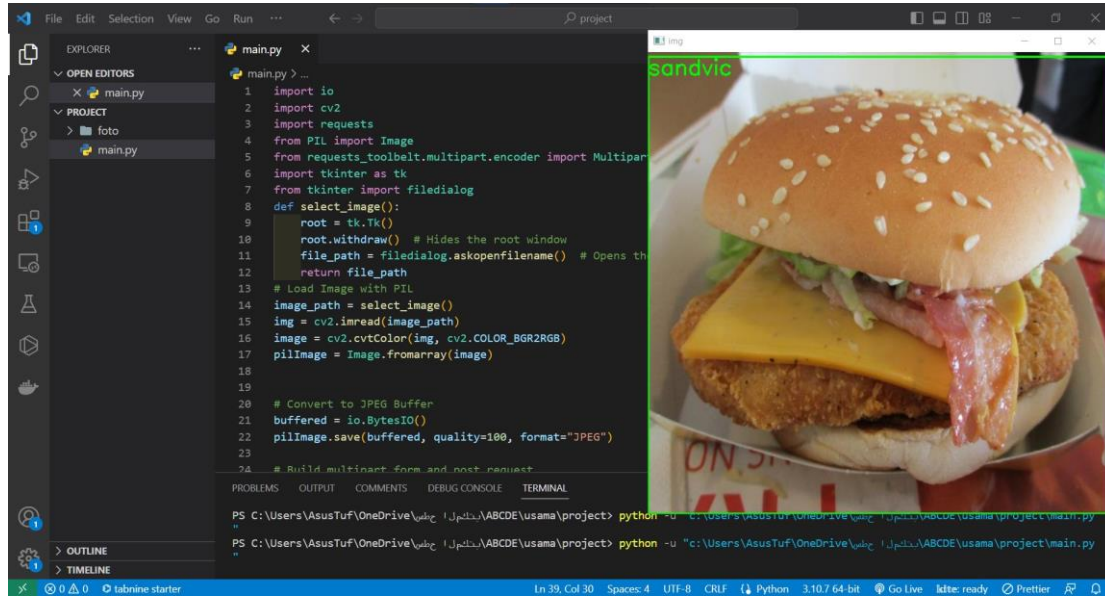 File Edit Selection View Go Run ··· project
EXPLORER ···
OPEN EDITORS
main.py
PROJECT
foto
main.py
OUTLINE
TIMELINE
main.py
main.py > ...
1 import io
2 import cv2
3 import requests
4 from PIL import Image
5 from requests_toolbelt.multipart.encoder import Multipar
6 import tkinter as tk
7 from tkinter import filedialog
8 def select_image():
9 root = tk.Tk()
10 root.withdraw()  # Hides the root window
11 file_path = filedialog.askopenfilename()  # Opens the
12 return file_path
13 # Load Image with PIL
14 image_path = select_image()
15 img = cv2.imread(image_path)
16 image = cv2.cvtColor(img, cv2.COLOR_BGR2RGB)
17 pilImage = Image.fromarray(image)
18
19
20 # Convert to JPEG Buffer
21 buffered = io.BytesIO()
22 pilImage.save(buffered, quality=100, format="JPEG")
23
24 # Build multipart form and post request
img
sandvic
PROBLEMS OUTPUT COMMENTS DEBUG CONSOLE TERMINAL
PS C:\Users\AsusTuf\OneDrive\ \ABCDE\usama\project> python -u "c:\Users\AsusTuf\OneDrive\ \ABCDE\usama\project\main.py
"
PS C:\Users\AsusTuf\OneDrive\ \ABCDE\usama\project> python -u "c:\Users\AsusTuf\OneDrive\ \ABCDE\usama\project\main.py
"
0 0 tabnine starter Ln 39, Col 30 Spaces: 4 UTF-8 CRLF Python 3.10.7 64-bit Go Live kite: ready Prettier